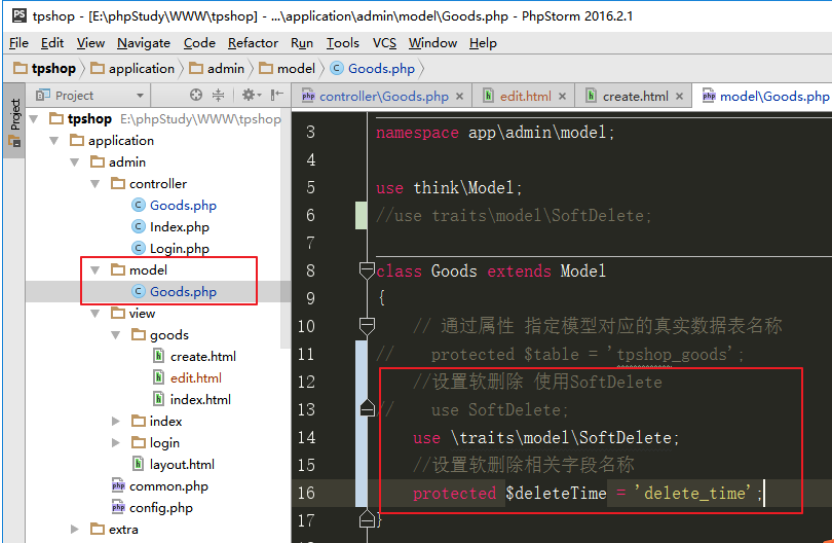 tpshop - [E:\phpStudy\WWW\tpshop] - ...\application\admin\model\Goods.php - PhpStorm 2016.2.1
File Edit View Navigate Code Refactor Run Tools VCS Window Help
tpshop application admin model Goods.php
Project
controller\Goods.php × edit.html × create.html × model\Goods.php
Project
tpshop E:\phpStudy\WWW\tpshop
application
admin
controller
Goods.php
Index.php
Login.php
model
Goods.php
view
goods
create.html
edit.html
index.html
index
login
layout.html
common.php
config.php
extra
3 namespace app\admin\model;
4
5 use think\Model;
6 //use traits\model\SoftDelete;
7
8 class Goods extends Model
9 {
10 // 通过属性 指定模型对应的真实数据表名称
11 // protected $table = 'tpshop_goods';
12 //设置软删除 使用SoftDelete
13 // use SoftDelete;
14 use \traits\model\SoftDelete;
15 //设置软删除相关字段名称
16 protected $deleteTime = 'delete_time';
17 }